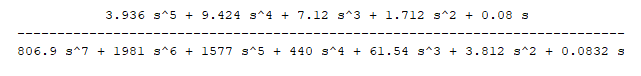 3.936 s^5 + 9.424 s^4 + 7.12 s^3 + 1.712 s^2 + 0.08 s
--------------------------------------------------------------------------------
806.9 s^7 + 1981 s^6 + 1577 s^5 + 440 s^4 + 61.54 s^3 + 3.812 s^2 + 0.0832 s